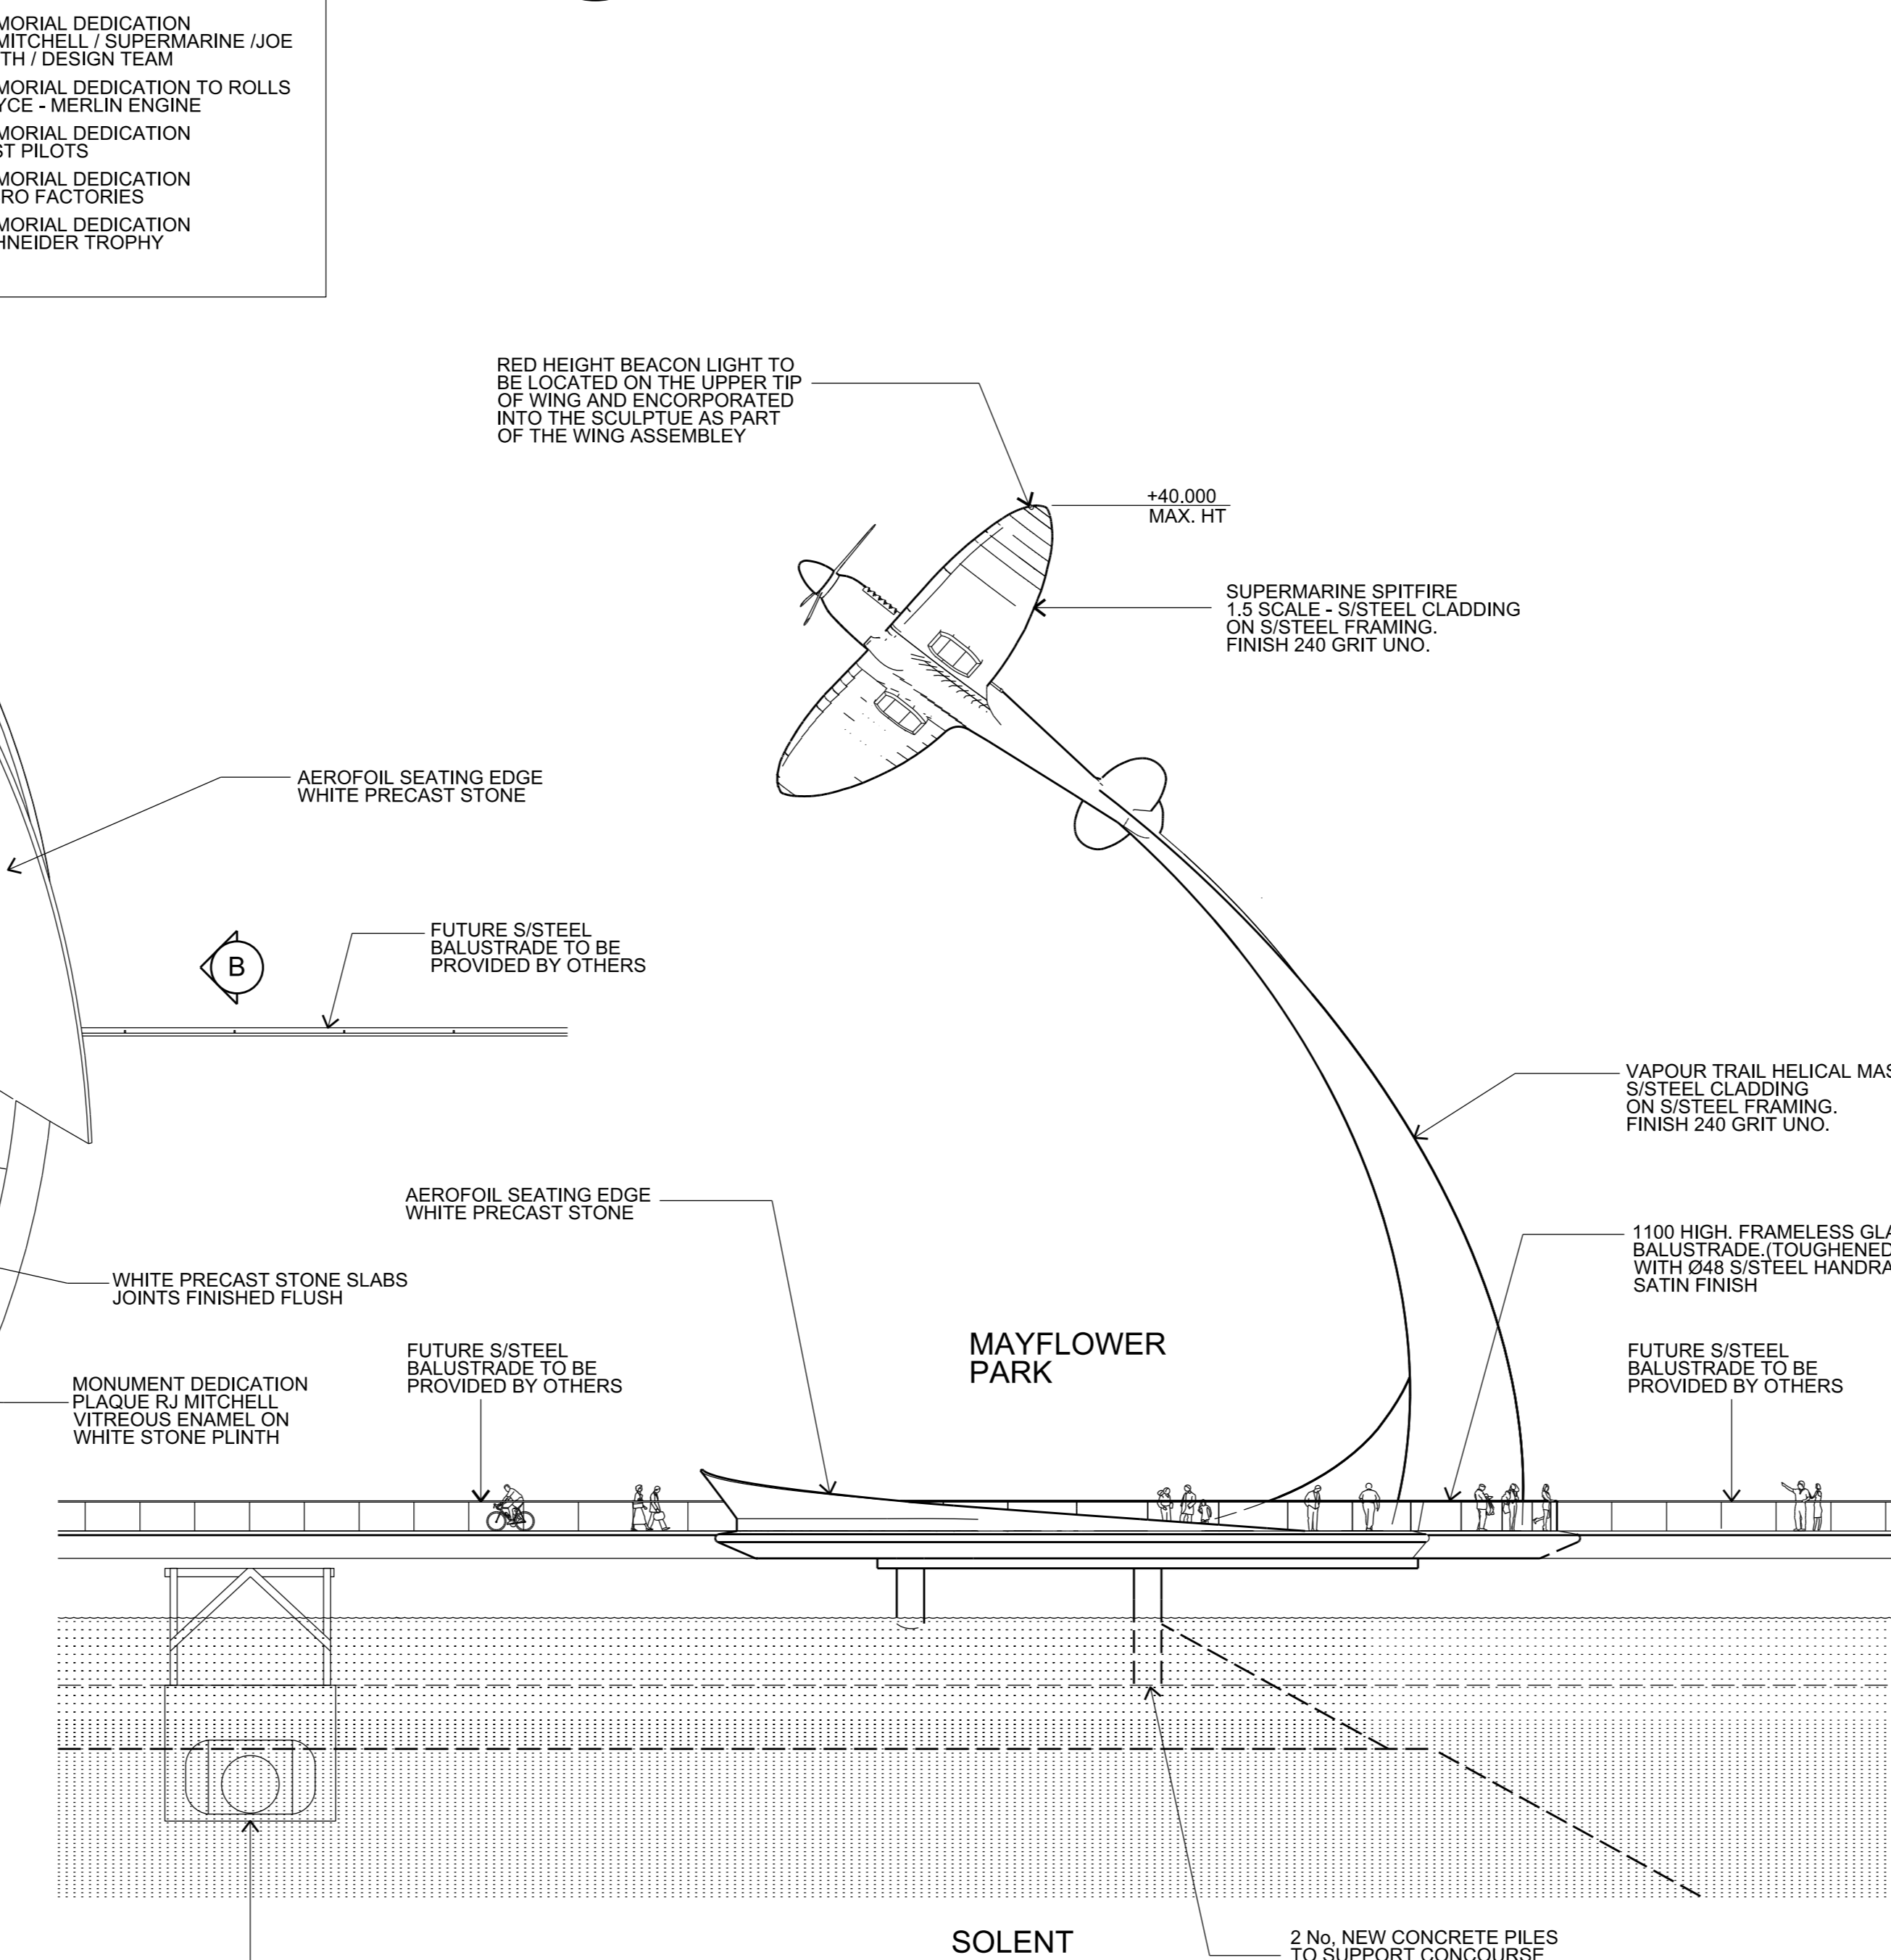 MORIAL DEDICATION
MITCHELL / SUPERMARINE /JOE
TH / DESIGN TEAM
MORIAL DEDICATION TO ROLLS
YCE - MERLIN ENGINE
MORIAL DEDICATION
ST PILOTS
MORIAL DEDICATION
RO FACTORIES
MORIAL DEDICATION
HNEIDER TROPHY
RED HEIGHT BEACON LIGHT TO
BE LOCATED ON THE UPPER TIP
OF WING AND ENCORPORATED
INTO THE SCULPTUE AS PART
OF THE WING ASSEMBLEY
+40.000
MAX. HT
SUPERMARINE SPITFIRE
1.5 SCALE - S/STEEL CLADDING
ON S/STEEL FRAMING.
FINISH 240 GRIT UNO.
AEROFOIL SEATING EDGE
WHITE PRECAST STONE
FUTURE S/STEEL
BALUSTRADE TO BE
PROVIDED BY OTHERS
B
VAPOUR TRAIL HELICAL MAS
S/STEEL CLADDING
ON S/STEEL FRAMING.
FINISH 240 GRIT UNO.
AEROFOIL SEATING EDGE
WHITE PRECAST STONE
1100 HIGH. FRAMELESS GLA
BALUSTRADE.(TOUGHENED
WITH Ø48 S/STEEL HANDRA
SATIN FINISH
WHITE PRECAST STONE SLABS
JOINTS FINISHED FLUSH
MAYFLOWER
PARK
FUTURE S/STEEL
BALUSTRADE TO BE
PROVIDED BY OTHERS
FUTURE S/STEEL
BALUSTRADE TO BE
PROVIDED BY OTHERS
MONUMENT DEDICATION
PLAQUE RJ MITCHELL
VITREOUS ENAMEL ON
WHITE STONE PLINTH
SOLENT
2 No, NEW CONCRETE PILES
TO SUPPORT CONCOURSE